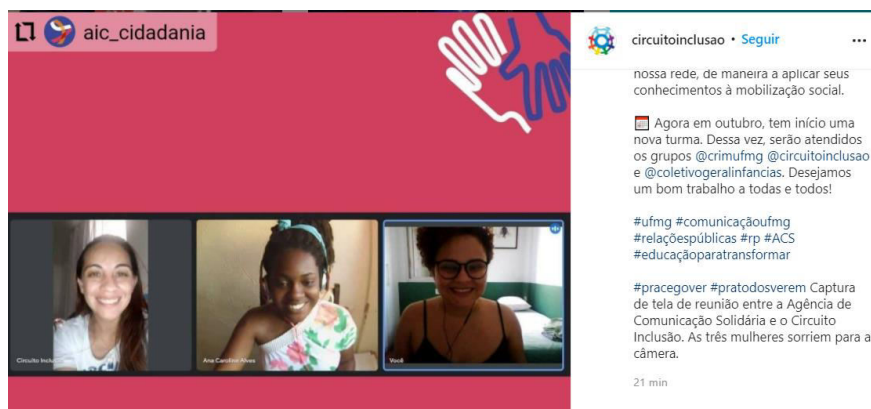 aic_cidadania
Circuito Inclu
Ana Caroline Alves
Você
circuitoinclusao • Seguir
...
nossa rede, de maneira a aplicar seus
conhecimentos à mobilização social.
Agora em outubro, tem início uma
nova turma. Dessa vez, serão atendidos
os grupos @crimufmg @circuitoinclusao
e @coletivogeralinfancias. Desejamos
um bom trabalho a todas e todos!
#ufmg #comunicaçãoufmg
#relaçõespúblicas #rp #ACS
#educaçãoparatransformar
#pracegover #pratodosverem Captura
de tela de reunião entre a Agência de
Comunicação Solidária e o Circuito
Inclusão. As três mulheres sorriem para a
câmera.
21 min